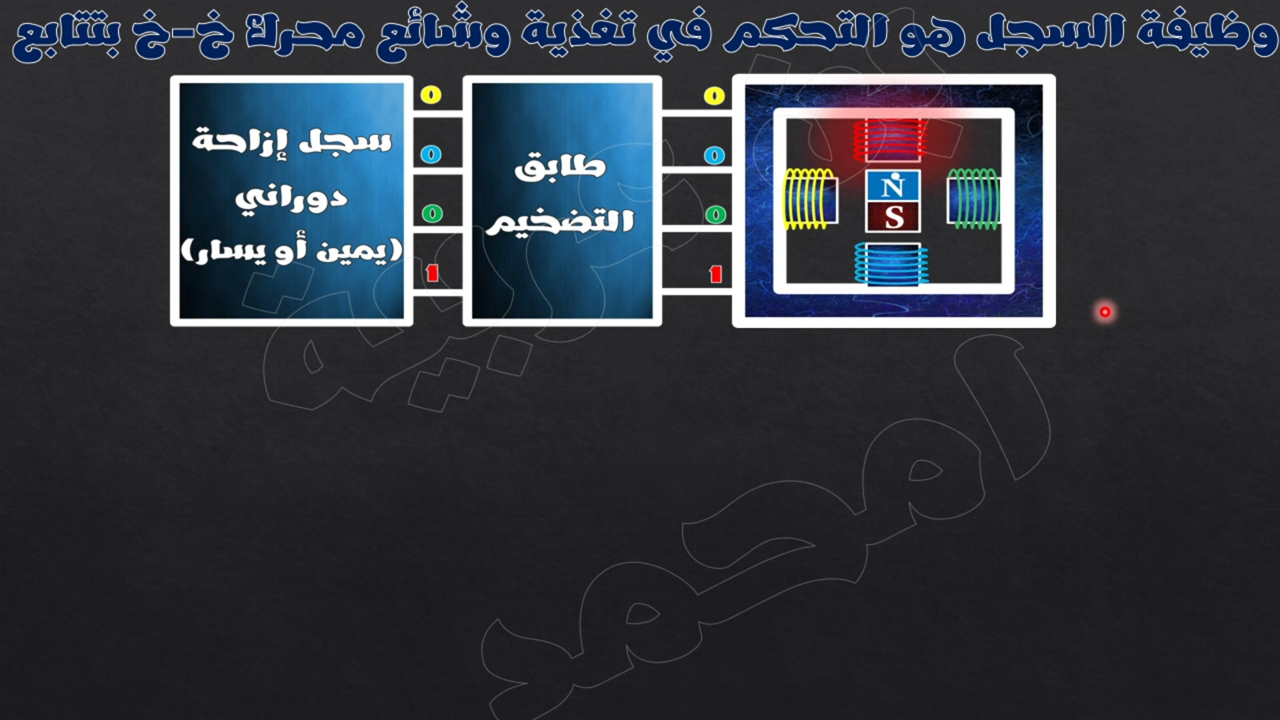 وظيفة السجل هو التحكم في تغذية وشائع محرك خ-خ بتتابع
سجل إزاحة
دوراني
(يمين أو يسار)
0
0
0
1
طابق
التضخيم
0
0
0
1
N
S
امحمد